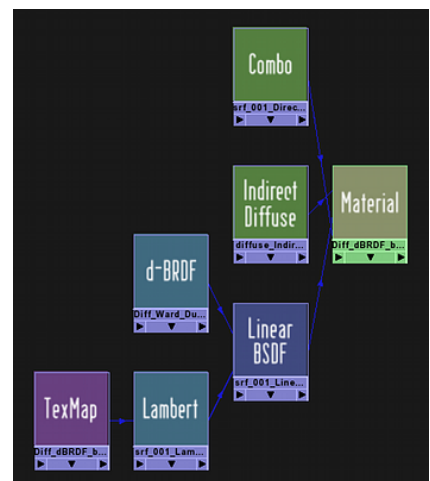 Combo
srf_001_Direc...
Indirect
Diffuse
diffuse_Indir...
Material
Diff_dBRDF_b...
d-BRDF
Diff_Ward_Du...
Linear
BSDF
srf_001_Line...
TexMap
Diff_dBRDF_b...
Lambert
srf_001_Lam...